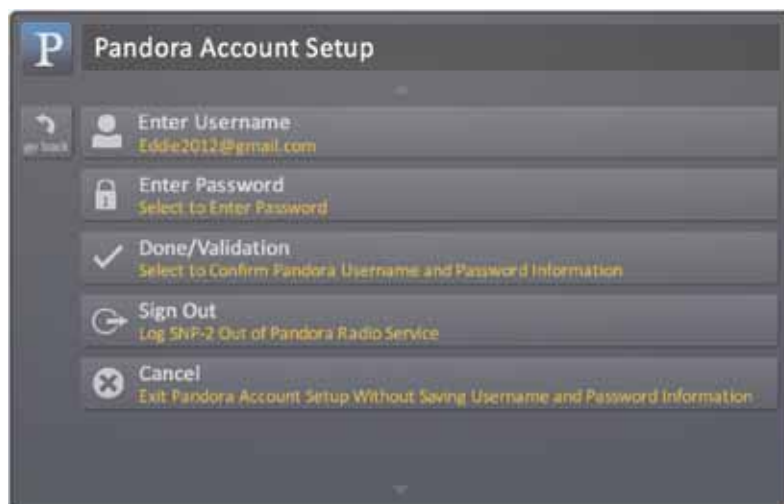 P Pandora Account Setup
go back
Enter Username
Eddie2012@gmail.com
Enter Password
Select to Enter Password
Done/Validation
Select to Confirm Pandora Username and Password Information
Sign Out
Log SNP-2 Out of Pandora Radio Service
Cancel
Exit Pandora Account Setup Without Saving Username and Password Information